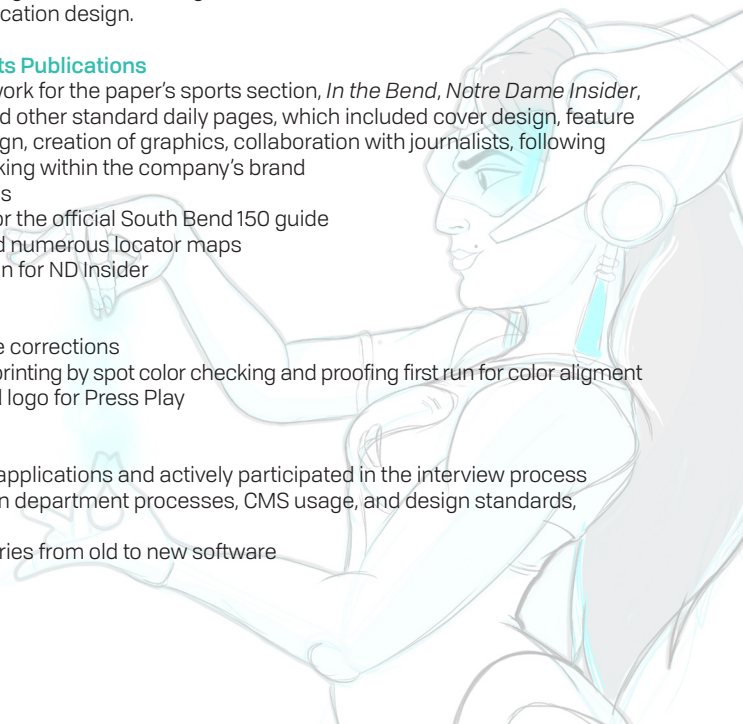 cation design.
ts Publications
work for the paper's sports section, In the Bend, Notre Dame Insider,
d other standard daily pages, which included cover design, feature
ign, creation of graphics, collaboration with journalists, following
king within the company's brand
s
or the official South Bend 150 guide
d numerous locator maps
n for ND Insider
e corrections
printing by spot color checking and proofing first run for color aligment
d logo for Press Play
applications and actively participated in the interview process
n department processes, CMS usage, and design standards,
ries from old to new software